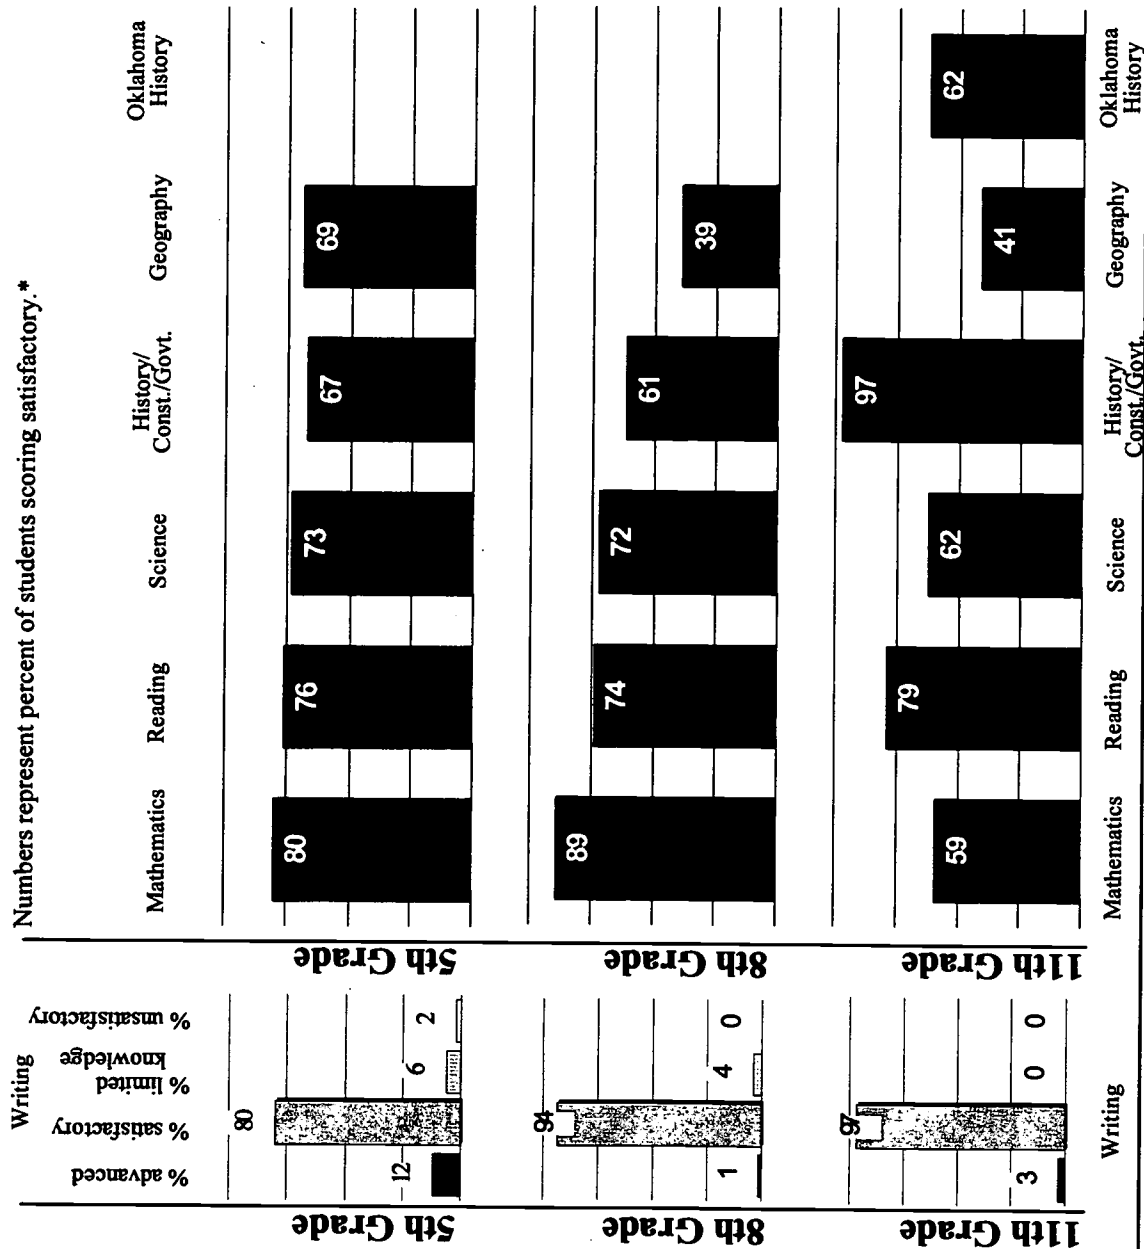 Numbers represent percent of students scoring satisfactory.*
Mathematics
Reading
Science
History/
Const./Govt.
Geography
Oklahoma
History
5th Grade
80
76
73
67
69
8th Grade
89
74
72
61
39
11th Grade
59
79
62
97
41
62
Mathematics
Reading
Science
History/
Const./Govt.
Geography
Oklahoma
History
Writing
% advanced
% satisfactory
% limited
knowledge
% unsatisfactory
5th Grade
12
80
6
2
8th Grade
1
94
4
0
11th Grade
3
97
0
0
Writing